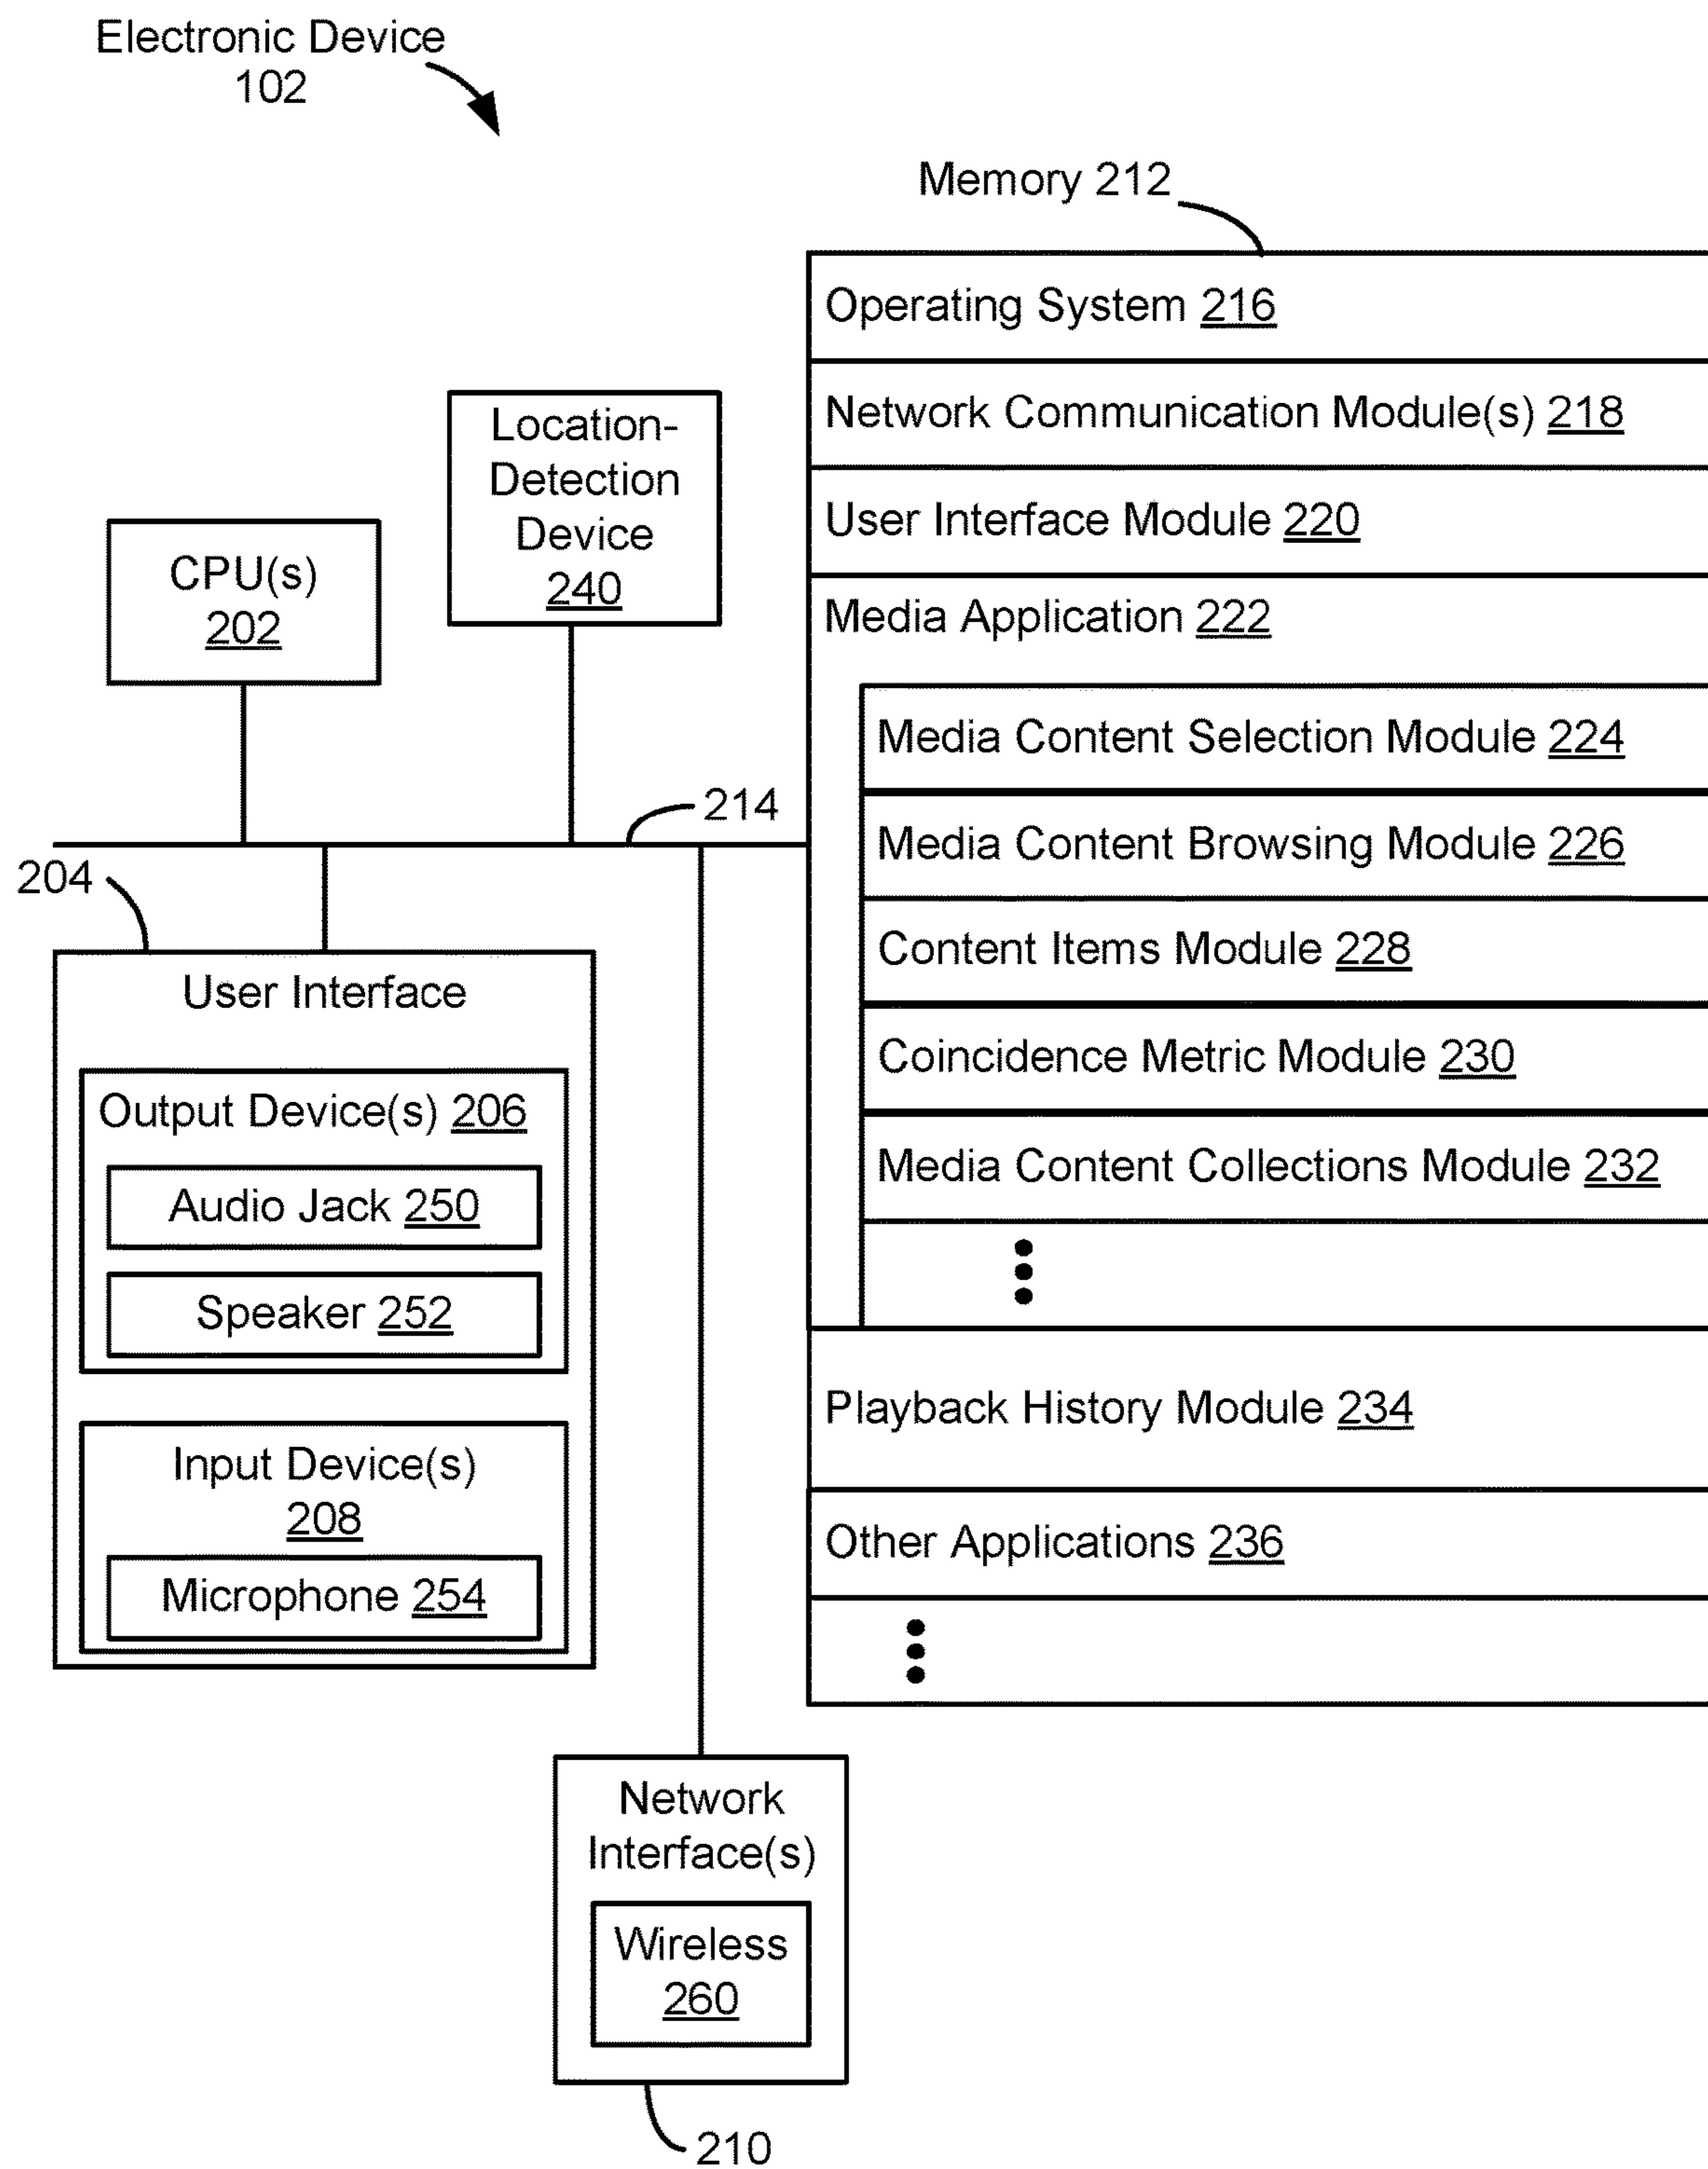 Electronic Device
102
Memory 212
Operating System 216
Network Communication Module(s) 218
User Interface Module 220
Media Application 222
Media Content Selection Module 224
Media Content Browsing Module 226
Content Items Module 228
Coincidence Metric Module 230
Media Content Collections Module 232
Playback History Module 234
Other Applications 236
Location-
Detection
Device
240
CPU(s)
202
214
204
User Interface
Output Device(s) 206
Audio Jack 250
Speaker 252
Input Device(s)
208
Microphone 254
Network
Interface(s)
Wireless
260
210